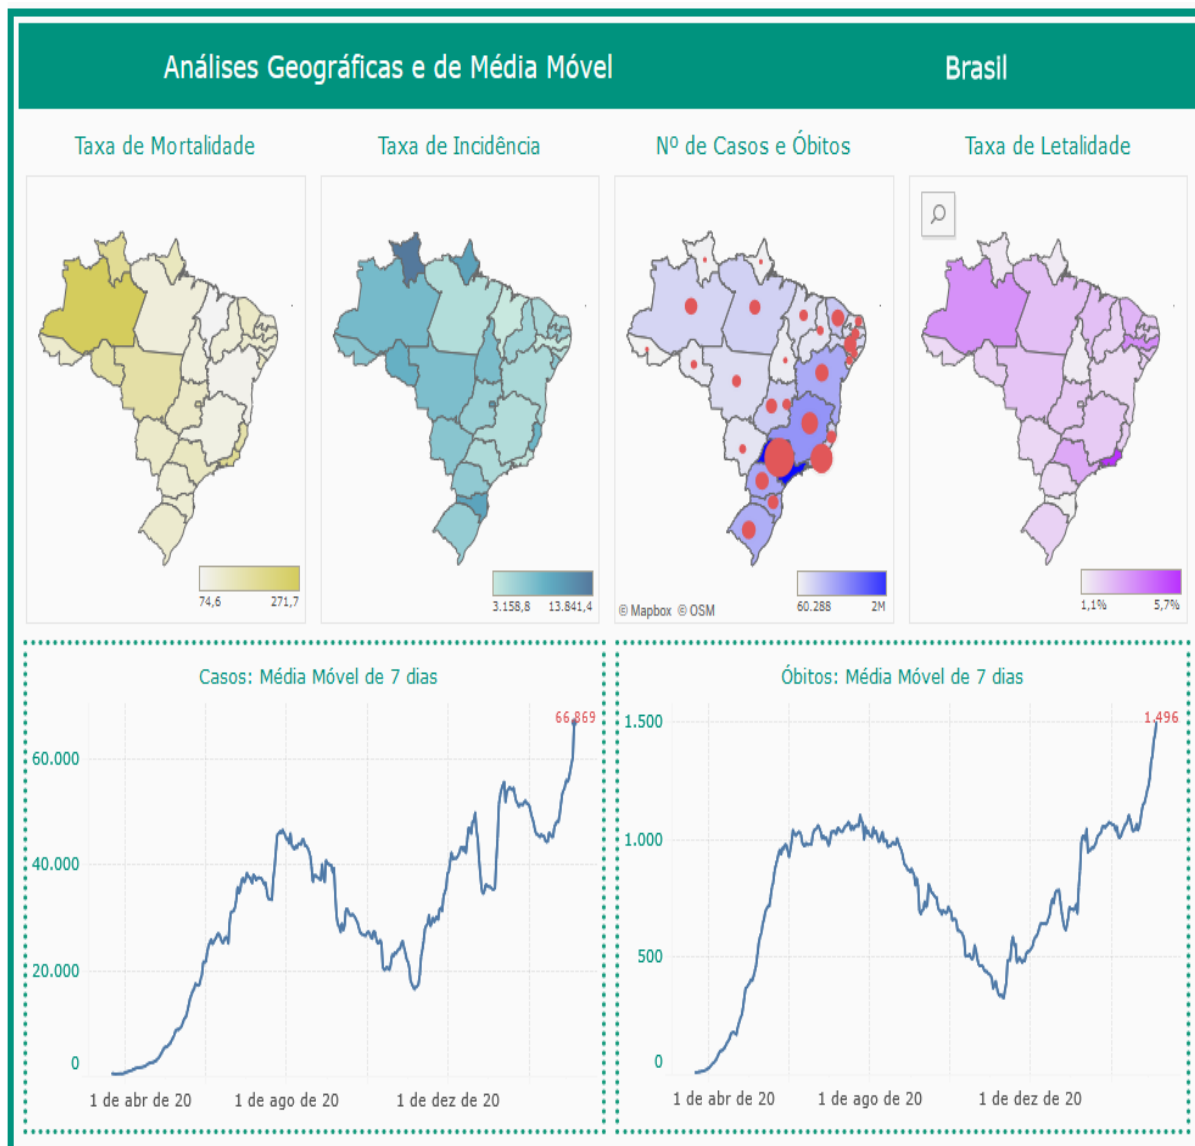 Análises Geográficas e de Média Móvel
Brasil
Taxa de Mortalidade
Taxa de Incidência
Nº de Casos e Óbitos
Taxa de Letalidade
74,6 271,7
3.158,8 13.841,4
© Mapbox © OSM
60.288 2M
1,1% 5,7%
Casos: Média Móvel de 7 dias
66.869
60.000
40.000
20.000
0
1 de abr de 20 1 de ago de 20 1 de dez de 20
Óbitos: Média Móvel de 7 dias
1.496
1.500
1.000
500
0
1 de abr de 20 1 de ago de 20 1 de dez de 20